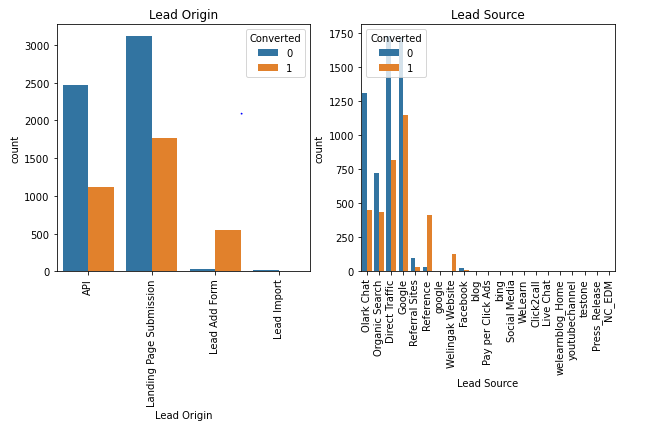 Lead Origin
Converted
0
1
count
3000
2500
2000
1500
1000
500
0
API
Landing Page Submission
Lead Add Form
Lead Import
Lead Origin
Lead Source
Converted
0
1
count
1750
1500
1250
1000
750
500
250
0
Olark Chat
Organic Search
Direct Traffic
Google
Referral Sites
Reference
google
Welingak Website
Facebook
blog
Pay per Click Ads
bing
Social Media
WeLearn
Click2call
Live Chat
welearnblog_Home
youtubechannel
testone
Press_Release
NC_EDM
Lead Source